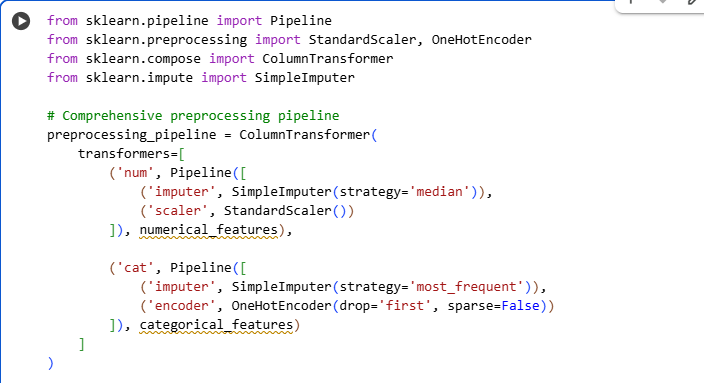 from sklearn.pipeline import Pipeline
from sklearn.preprocessing import StandardScaler, OneHotEncoder
from sklearn.compose import ColumnTransformer
from sklearn.impute import SimpleImputer

# Comprehensive preprocessing pipeline
preprocessing_pipeline = ColumnTransformer(
    transformers=[
        ('num', Pipeline([
            ('imputer', SimpleImputer(strategy='median')),
            ('scaler', StandardScaler())
        ]), numerical_features),

        ('cat', Pipeline([
            ('imputer', SimpleImputer(strategy='most_frequent')),
            ('encoder', OneHotEncoder(drop='first', sparse=False))
        ]), categorical_features)
    ]
)